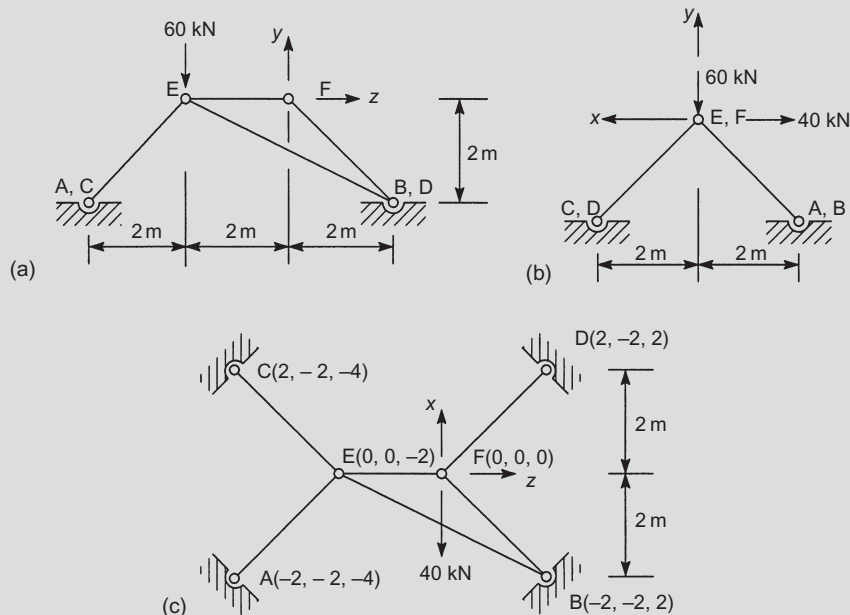 60 kN
y
E
F
z
2 m
A, C
B, D
2 m
2 m
2 m
(a)
y
60 kN
x
E, F
40 kN
C, D
A, B
2 m
2 m
(b)
D(2, –2, 2)
C(2, – 2, –4)
x
2 m
E(0, 0, –2)
F(0, 0, 0)
z
2 m
40 kN
A(–2, – 2, –4)
B(–2, –2, 2)
(c)